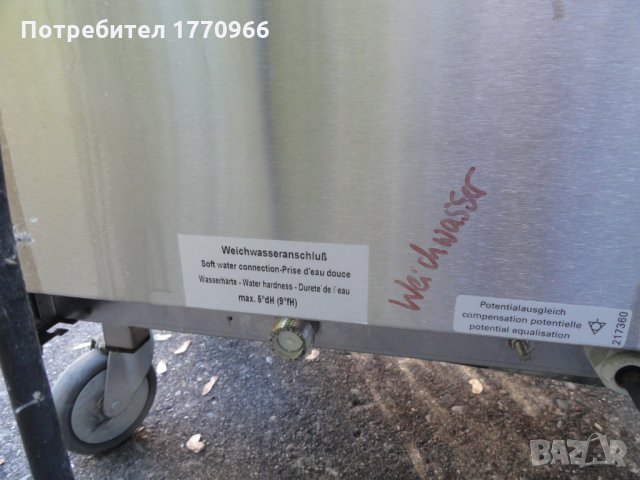 Потребител 1770966
Weichwasseranschluß
Soft water connection-Prise d'eau douce
Wasserhärte - Water hardness - Durete de l eau
max. 5°dH (9°fH)
Weichwasser
Potentialausgleich
compensation potentielle
potential equalisation
217360
BAZAR